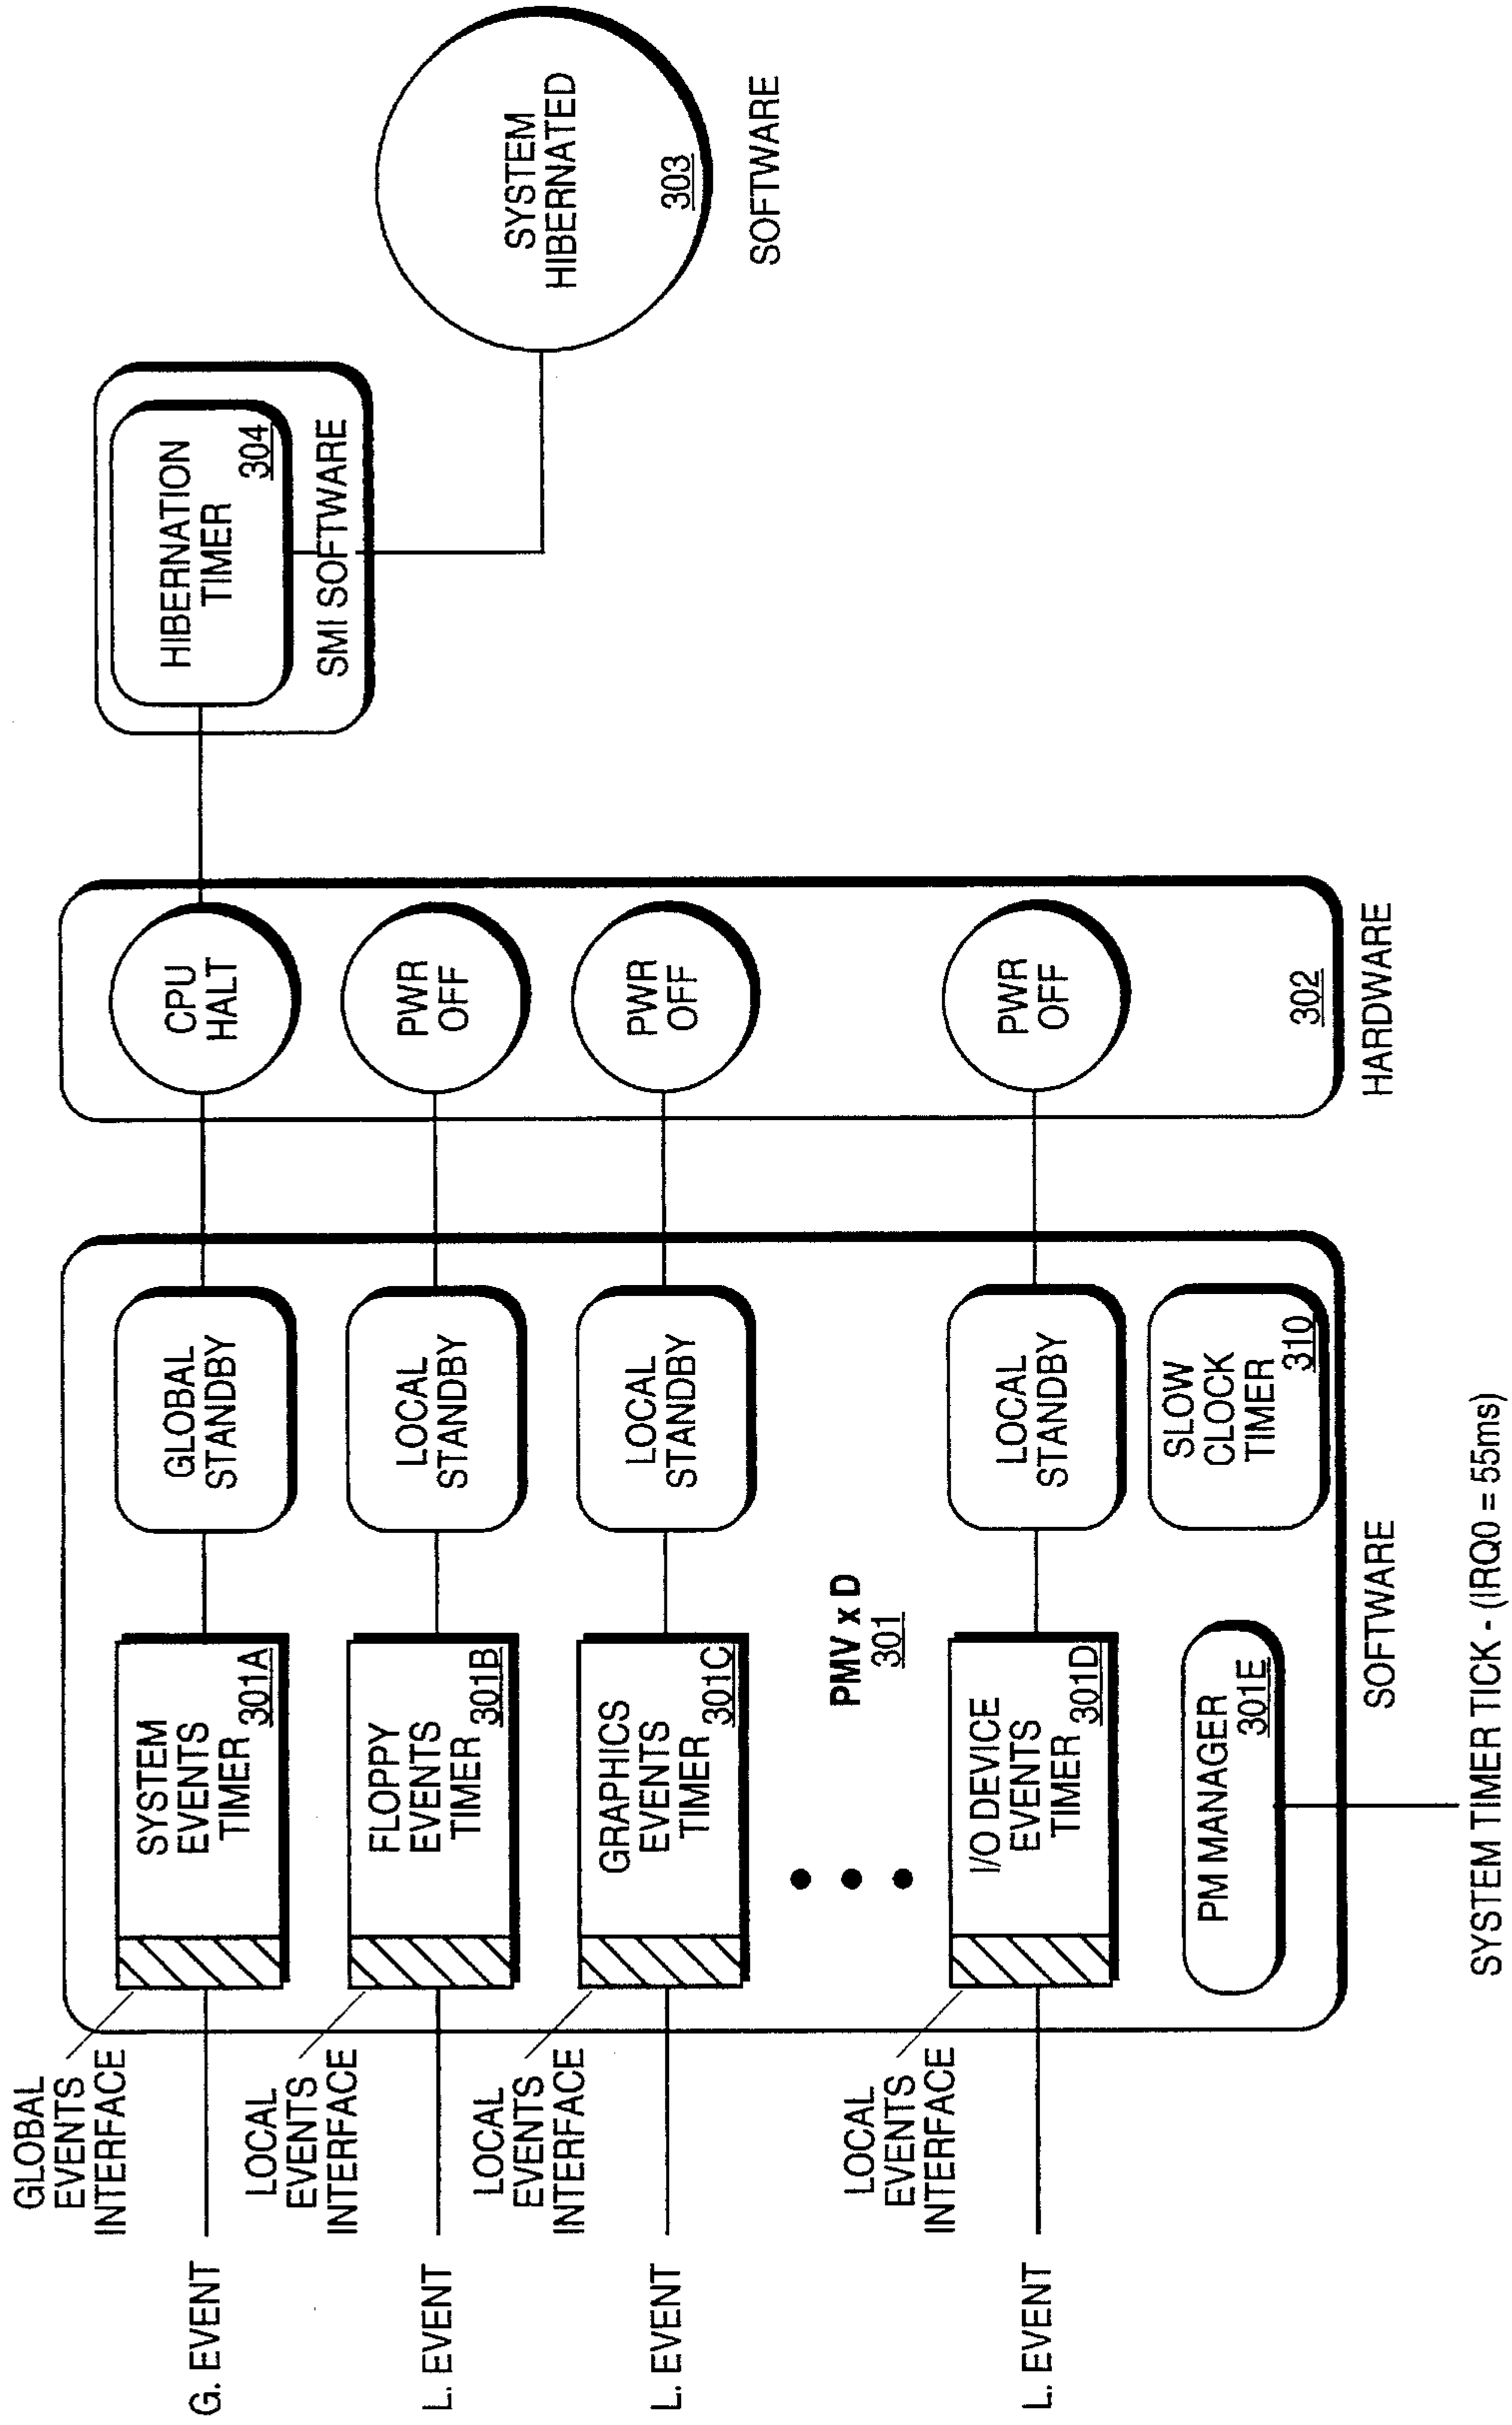 GLOBAL
EVENTS
INTERFACE
G. EVENT
SYSTEM
EVENTS
TIMER
301A
GLOBAL
STANDBY
CPU
HALT
HIBERNATION
TIMER
304
SMI SOFTWARE
LOCAL
EVENTS
INTERFACE
L. EVENT
FLOPPY
EVENTS
TIMER
301B
LOCAL
STANDBY
PWR
OFF
SYSTEM
HIBERNATED
303
SOFTWARE
LOCAL
EVENTS
INTERFACE
L. EVENT
GRAPHICS
EVENTS
TIMER
301C
LOCAL
STANDBY
PWR
OFF
PMV x D
301
LOCAL
EVENTS
INTERFACE
L. EVENT
I/O DEVICE
EVENTS
TIMER
301D
LOCAL
STANDBY
PWR
OFF
PM MANAGER
301E
SLOW
CLOCK
TIMER
310
302
SOFTWARE
HARDWARE
SYSTEM TIMER TICK - (IRQ0 = 55ms)